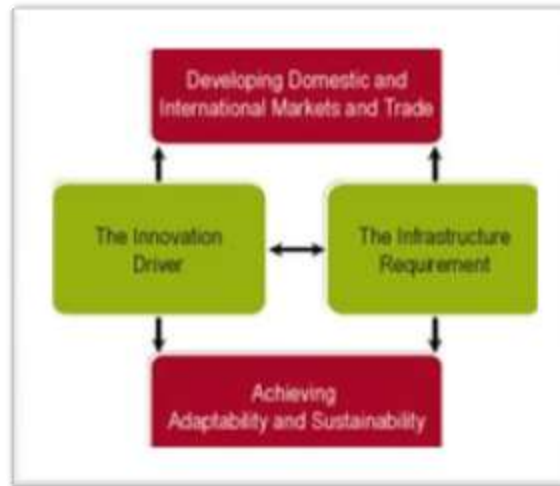 Developing Domestic and
International Markets and Trade
The Innovation
Driver
The Infrastructure
Requirement
Achieving
Adaptability and Sustainability